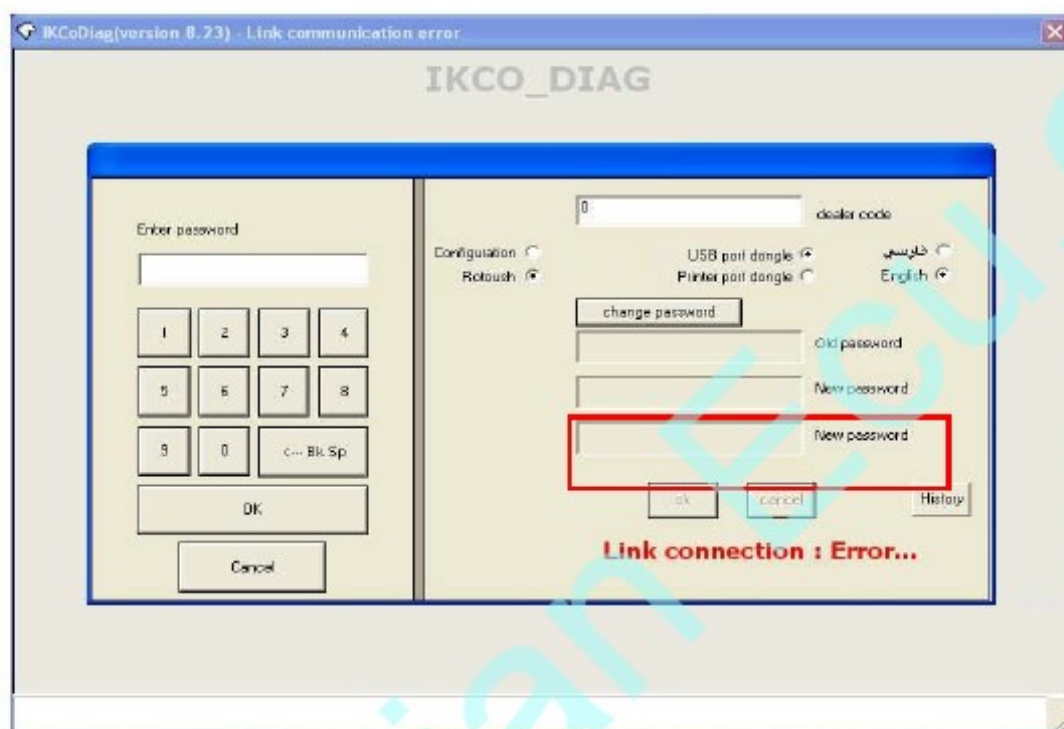 IKCoDiag(version 8.23) - Link communication error
IKCO_DIAG
Enter password
1 2 3 4
5 6 7 8
9 0 <--- Bk Sp
OK
Cancel
0 dealer code
Configuration USB port dongle فارسي
Rotoush Printer port dongle English
change password
Old password
New password
New password
ok cancel History
Link connection : Error...